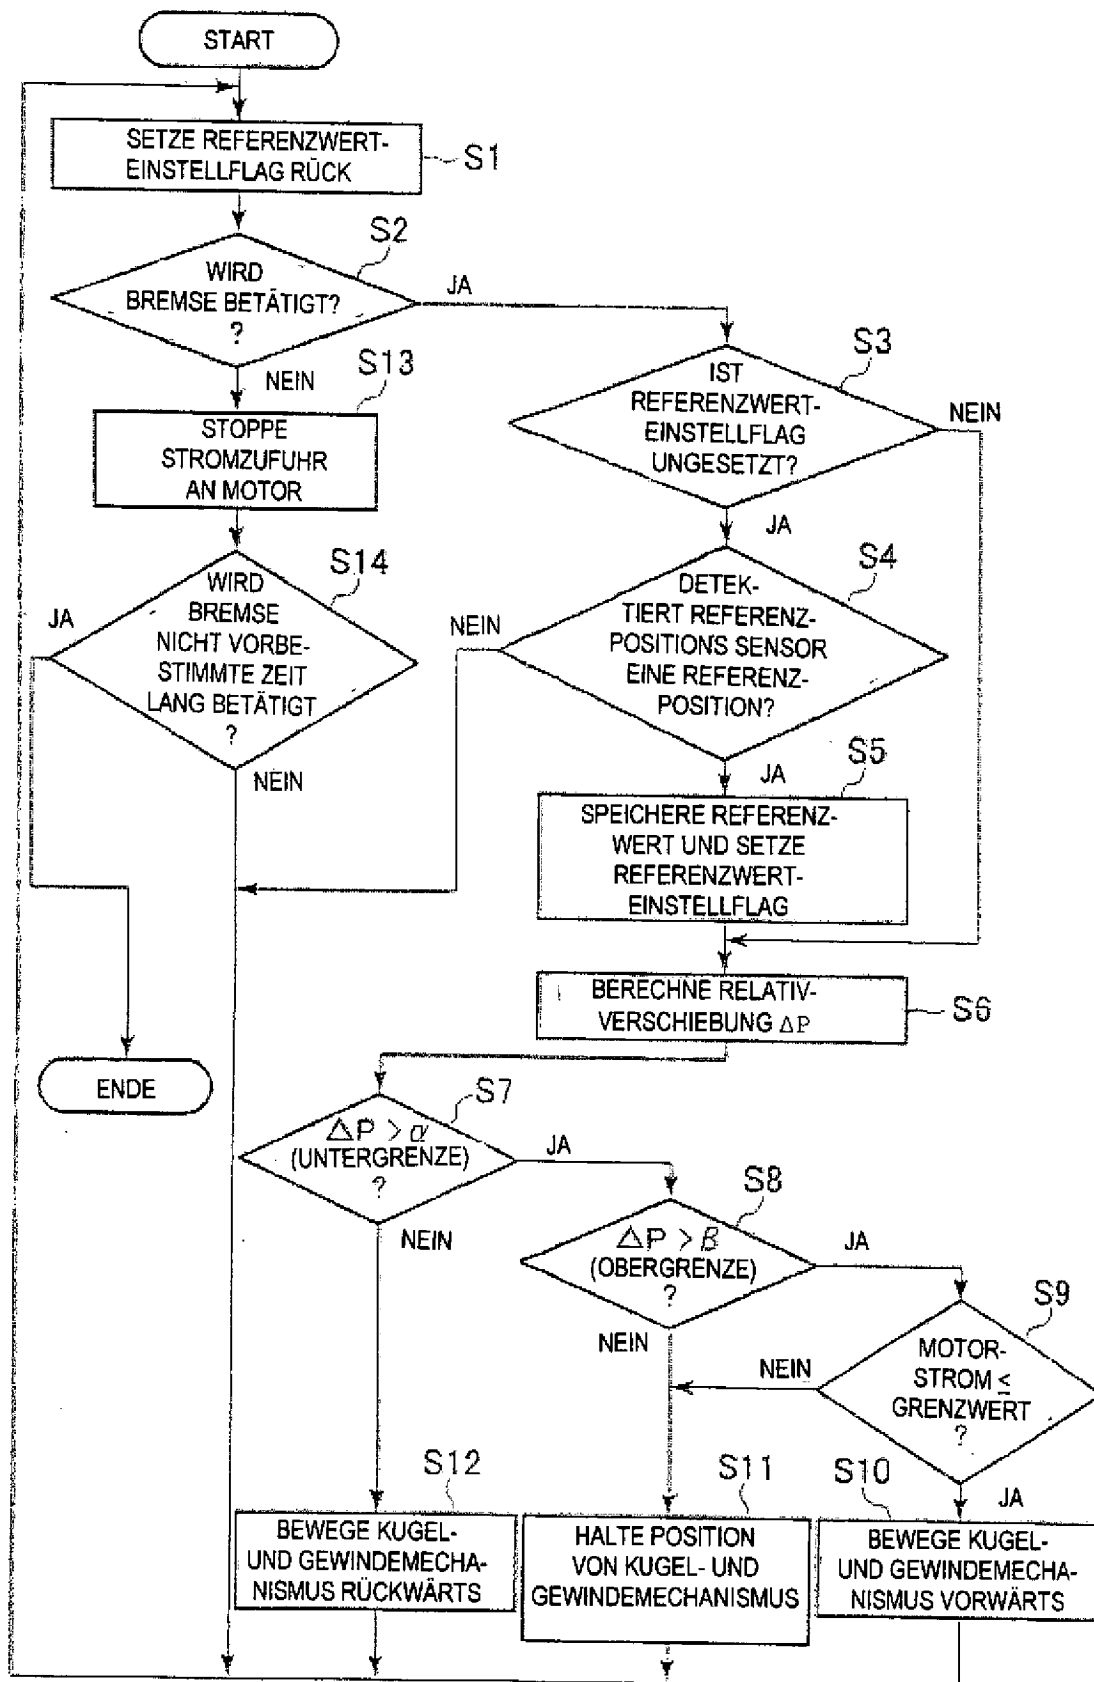 START
SETZE REFERENZWERT-
EINSTELLFLAG RÜCK
S1
S2
WIRD
BREMSE BETÄTIGT?
?
JA
NEIN
S13
STOPPE
STROMZUFUHR
AN MOTOR
S3
IST
REFERENZWERT-
EINSTELLFLAG
UNGESETZT?
NEIN
JA
S14
WIRD
BREMSE
NICHT VORBE-
STIMMTE ZEIT
LANG BETÄTIGT
?
JA
NEIN
S4
DETEK-
TIERT REFERENZ-
POSITIONS SENSOR
EINE REFERENZ-
POSITION?
NEIN
JA
S5
SPEICHERE REFERENZ-
WERT UND SETZE
REFERENZWERT-
EINSTELLFLAG
BERECHNE RELATIV-
VERSCHIEBUNG ΔP
S6
ENDE
S7
ΔP > α
(UNTERGRENZE)
?
JA
NEIN
S8
ΔP > β
(OBERGRENZE)
?
JA
NEIN
S9
MOTOR-
STROM ≤
GRENZWERT
?
NEIN
JA
S12
BEWEGE KUGEL-
UND GEWINDEMECHA-
NISMUS RÜCKWÄRTS
S11
HALTE POSITION
VON KUGEL- UND
GEWINDEMECHANISMUS
S10
BEWEGE KUGEL-
UND GEWINDEMECHA-
NISMUS VORWÄRTS